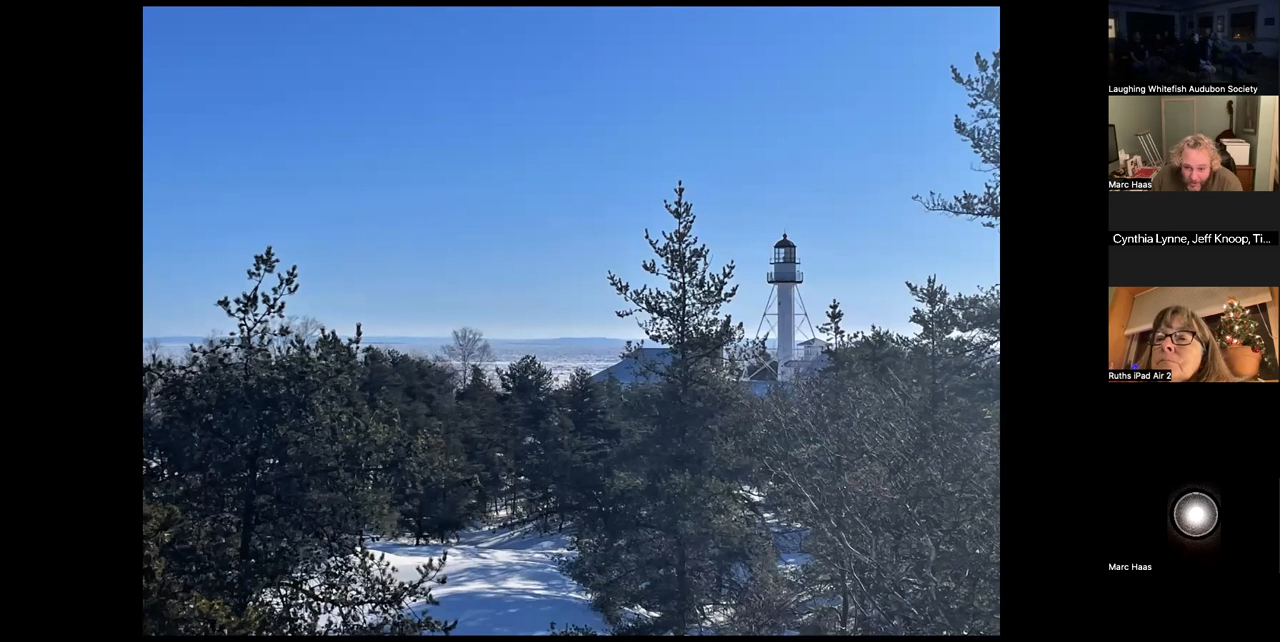 Laughing Whitefish Audubon Society
Marc Haas
Cynthia Lynne, Jeff Knoop, Ti...
Ruths iPad Air 2
Marc Haas